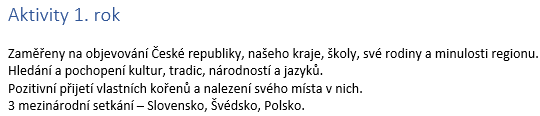 Aktivity 1. rok
Zaměřeny na objevování České republiky, našeho kraje, školy, své rodiny a minulosti regionu.
Hledání a pochopení kultur, tradic, národností a jazyků.
Pozitivní přijetí vlastních kořenů a nalezení svého místa v nich.
3 mezinárodní setkání – Slovensko, Švédsko, Polsko.